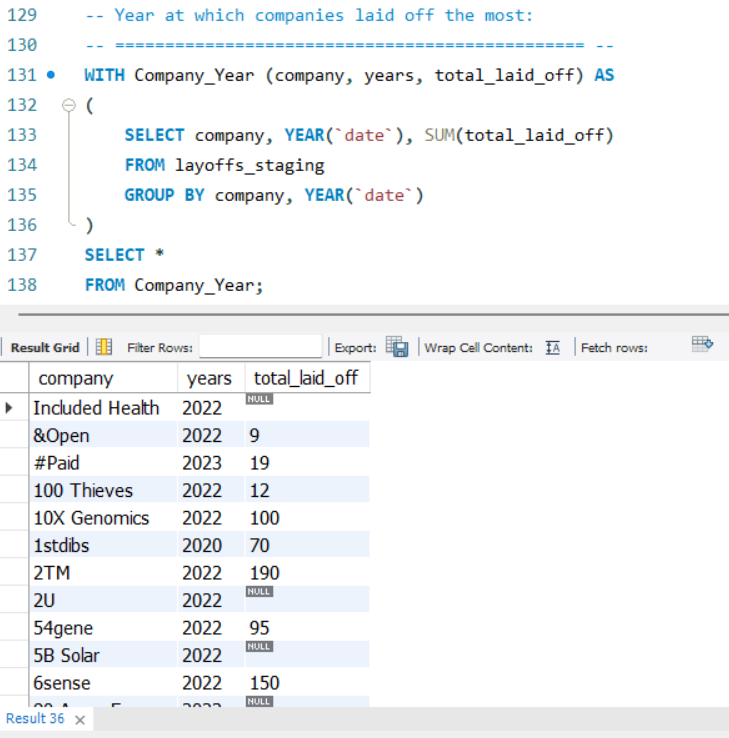 129 -- Year at which companies laid off the most:
130 -- =============================================== --
131 WITH Company_Year (company, years, total_laid_off) AS
132 (
133 SELECT company, YEAR(`date`), SUM(total_laid_off)
134 FROM layoffs_staging
135 GROUP BY company, YEAR(`date`)
136 )
137 SELECT *
138 FROM Company_Year;
Result Grid Filter Rows: Export: Wrap Cell Content: IA Fetch rows:
company years total_laid_off
Included Health 2022 NULL
&Open 2022 9
#Paid 2023 19
100 Thieves 2022 12
10X Genomics 2022 100
1stdibs 2020 70
2TM 2022 190
2U 2022 NULL
54gene 2022 95
5B Solar 2022 NULL
6sense 2022 150
2022 NULL
Result 36 ×